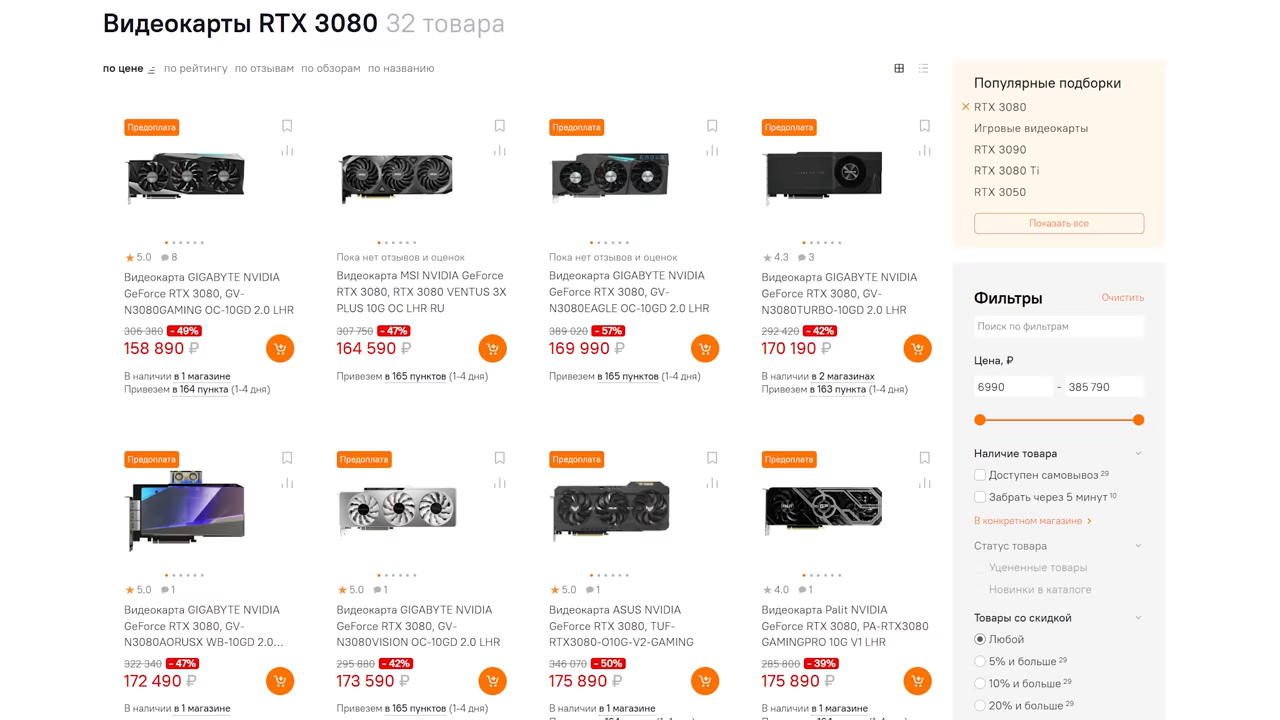 Видеокарты RTX 3080 32 товара
по цене по рейтингу по отзывам по обзорам по названию
Предоплата Предоплата Предоплата
5.0 8
Видеокарта GIGABYTE NVIDIA
GeForce RTX 3080, GV-
N3080GAMING OC-10GD 2.0 LHR
306 380 - 49%
158 890 ₽
В наличии в 1 магазине
Привезем в 164 пункта (1-4 дня)
Пока нет отзывов и оценок
Видеокарта MSI NVIDIA GeForce
RTX 3080, RTX 3080 VENTUS 3X
PLUS 10G OC LHR RU
307 750 - 47%
164 590 ₽
Привезем в 165 пунктов (1-4 дня)
Пока нет отзывов и оценок
Видеокарта GIGABYTE NVIDIA
GeForce RTX 3080, GV-
N3080EAGLE OC-10GD 2.0 LHR
389 020 - 57%
169 990 ₽
Привезем в 165 пунктов (1-4 дня)
4.3 3
Видеокарта GIGABYTE NVIDIA
GeForce RTX 3080, GV-
N3080TURBO-10GD 2.0 LHR
292 420 - 42%
170 190 ₽
В наличии в 2 магазинах
Привезем в 163 пункта (1-4 дня)
Предоплата Предоплата Предоплата Предоплата
5.0 1
Видеокарта GIGABYTE NVIDIA
GeForce RTX 3080, GV-
N3080AORUSX WB-10GD 2.0...
322 340 - 47%
172 490 ₽
В наличии в 1 магазине
5.0 1
Видеокарта GIGABYTE NVIDIA
GeForce RTX 3080, GV-
N3080VISION OC-10GD 2.0 LHR
295 880 - 42%
173 590 ₽
Привезем в 165 пунктов (1-4 дня)
5.0 1
Видеокарта ASUS NVIDIA
GeForce RTX 3080, TUF-
RTX3080-O10G-V2-GAMING
346 070 - 50%
175 890 ₽
В наличии в 1 магазине
4.0 1
Видеокарта Palit NVIDIA
GeForce RTX 3080, PA-RTX3080
GAMINGPRO 10G V1 LHR
285 800 - 39%
175 890 ₽
В наличии в 1 магазине
Популярные подборки
RTX 3080
Игровые видеокарты
RTX 3090
RTX 3080 Ti
RTX 3050
Показать все
Фильтры Очистить
Поиск по фильтрам
Цена, ₽
6990 - 385 790
Наличие товара
Доступен самовывоз 29
Забрать через 5 минут 10
В конкретном магазине
Статус товара
Уцененные товары
Новинки в каталоге
Товары со скидкой
Любой
5% и больше 29
10% и больше 29
20% и больше 29